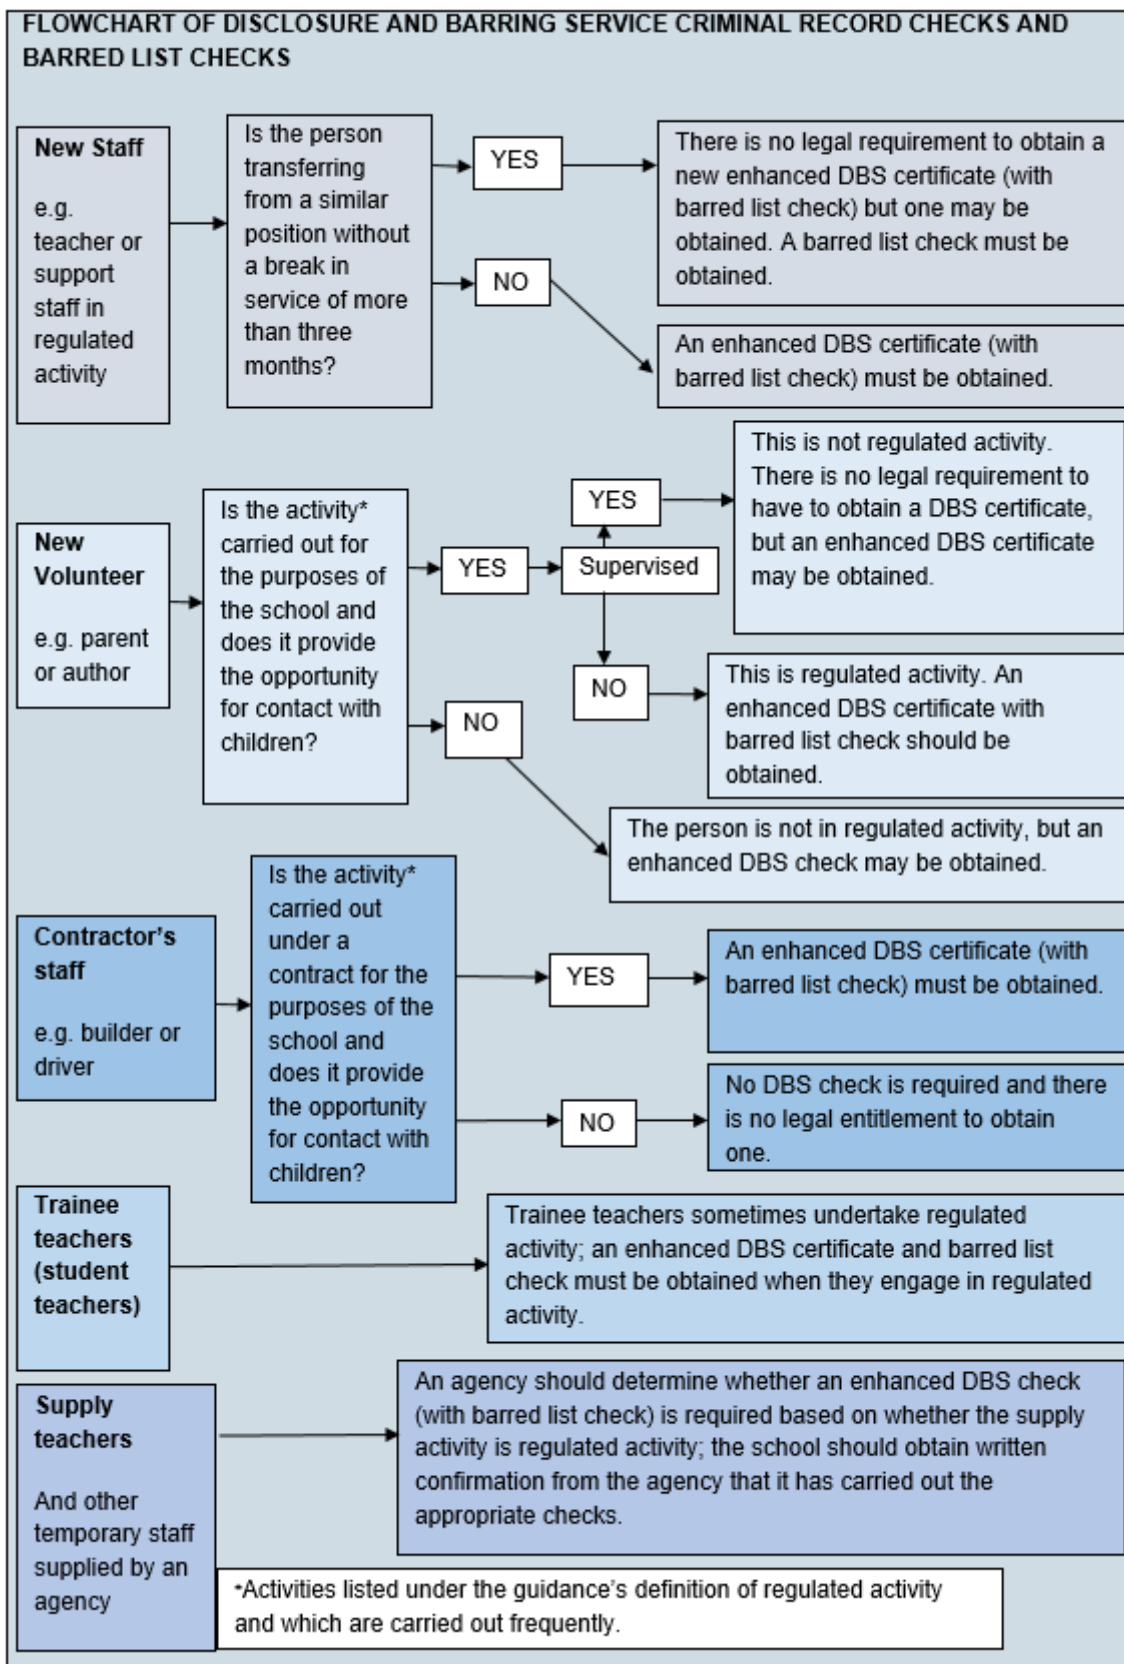 FLOWCHART OF DISCLOSURE AND BARRING SERVICE CRIMINAL RECORD CHECKS AND
BARRED LIST CHECKS
New Staff
e.g.
teacher or
support
staff in
regulated
activity
Is the person
transferring
from a similar
position without
a break in
service of more
than three
months?
YES
There is no legal requirement to obtain a
new enhanced DBS certificate (with
barred list check) but one may be
obtained. A barred list check must be
obtained.
NO
An enhanced DBS certificate (with
barred list check) must be obtained.
New
Volunteer
e.g. parent
or author
Is the activity*
carried out for
the purposes of
the school and
does it provide
the opportunity
for contact with
children?
YES
Supervised
YES
This is not regulated activity.
There is no legal requirement to
have to obtain a DBS certificate,
but an enhanced DBS certificate
may be obtained.
NO
This is regulated activity. An
enhanced DBS certificate with
barred list check should be
obtained.
NO
The person is not in regulated activity, but an
enhanced DBS check may be obtained.
Contractor's
staff
e.g. builder or
driver
Is the activity*
carried out
under a
contract for the
purposes of the
school and
does it provide
the opportunity
for contact with
children?
YES
An enhanced DBS certificate (with
barred list check) must be obtained.
NO
No DBS check is required and there
is no legal entitlement to obtain
one.
Trainee
teachers
(student
teachers)
Trainee teachers sometimes undertake regulated
activity; an enhanced DBS certificate and barred list
check must be obtained when they engage in regulated
activity.
Supply
teachers
And other
temporary staff
supplied by an
agency
An agency should determine whether an enhanced DBS check
(with barred list check) is required based on whether the supply
activity is regulated activity; the school should obtain written
confirmation from the agency that it has carried out the
appropriate checks.
*Activities listed under the guidance's definition of regulated activity
and which are carried out frequently.